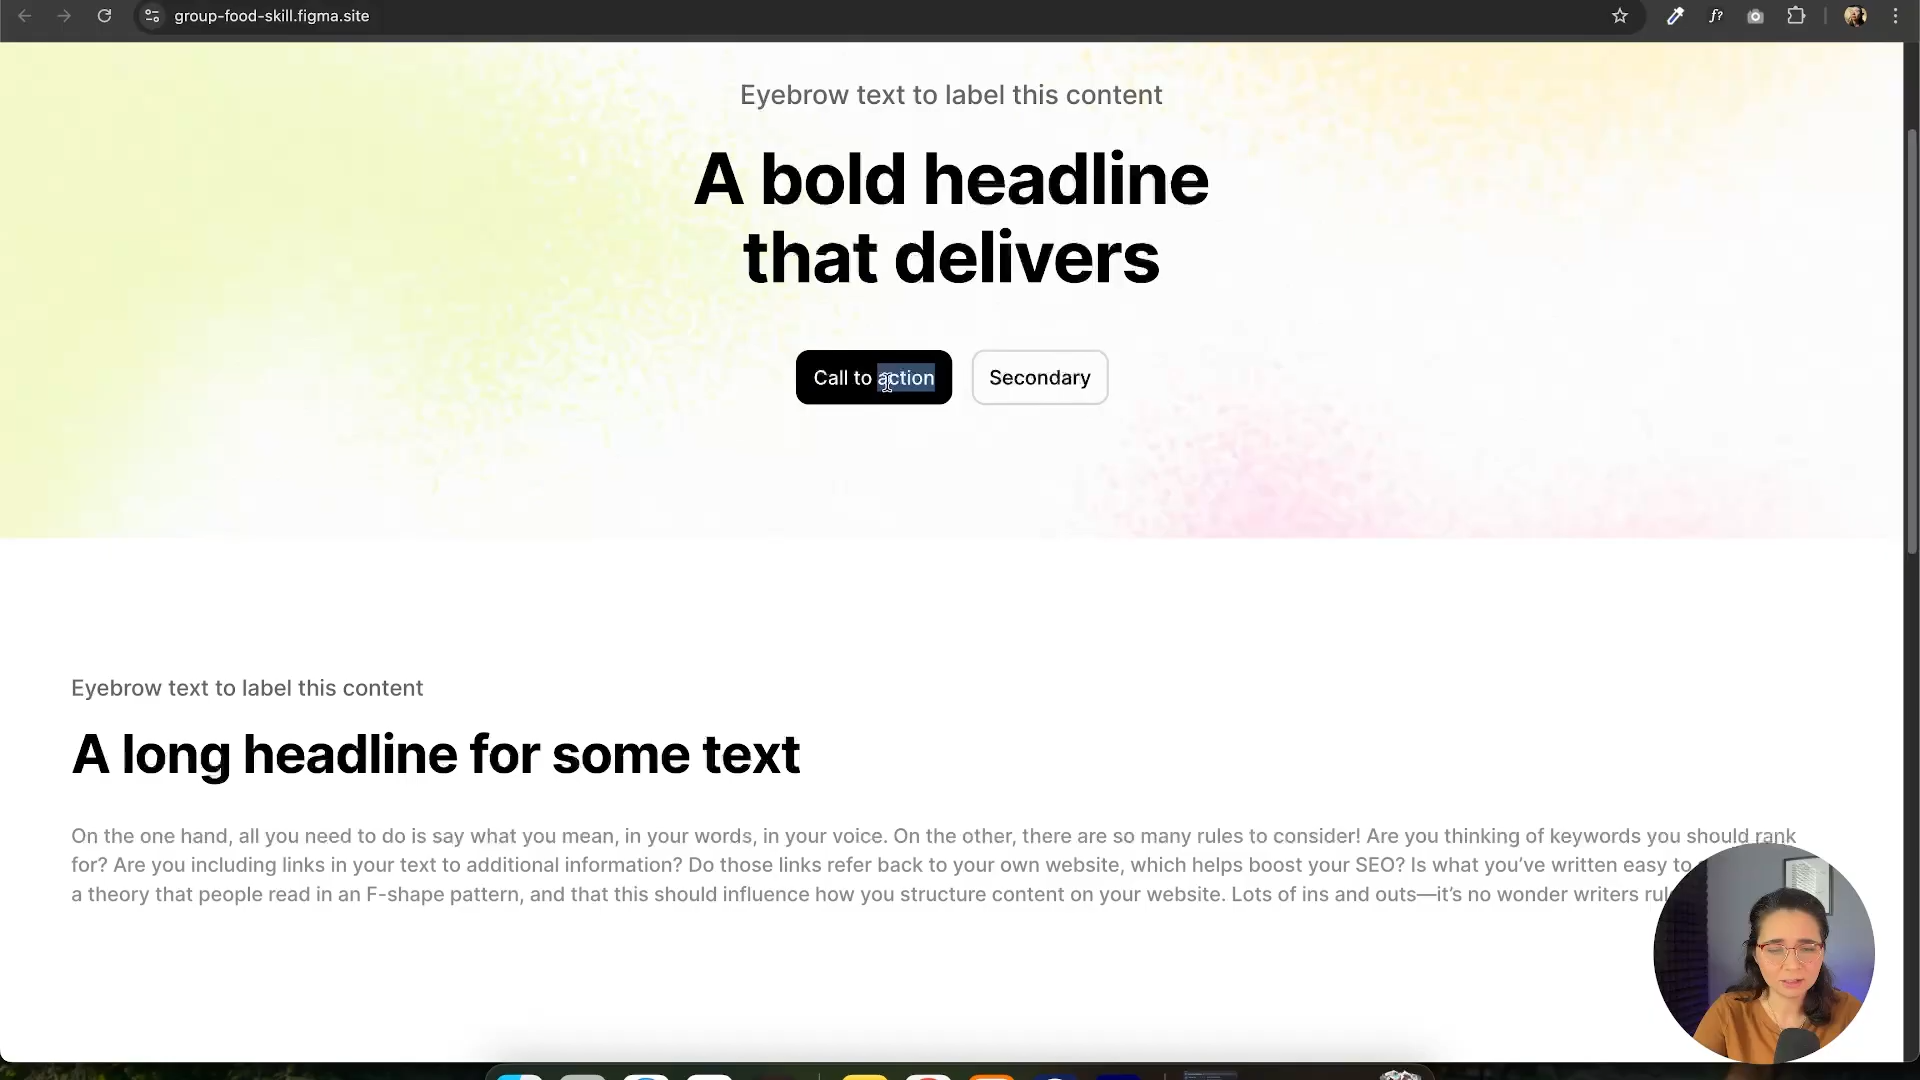 group-food-skill.figma.site
f?
Eyebrow text to label this content
A bold headline
that delivers
Call to action
Secondary
Eyebrow text to label this content
A long headline for some text
On the one hand, all you need to do is say what you mean, in your words, in your voice. On the other, there are so many rules to consider! Are you thinking of keywords you should rank
for? Are you including links in your text to additional information? Do those links refer back to your own website, which helps boost your SEO? Is what you’ve written easy to
a theory that people read in an F-shape pattern, and that this should influence how you structure content on your website. Lots of ins and outs—it’s no wonder writers